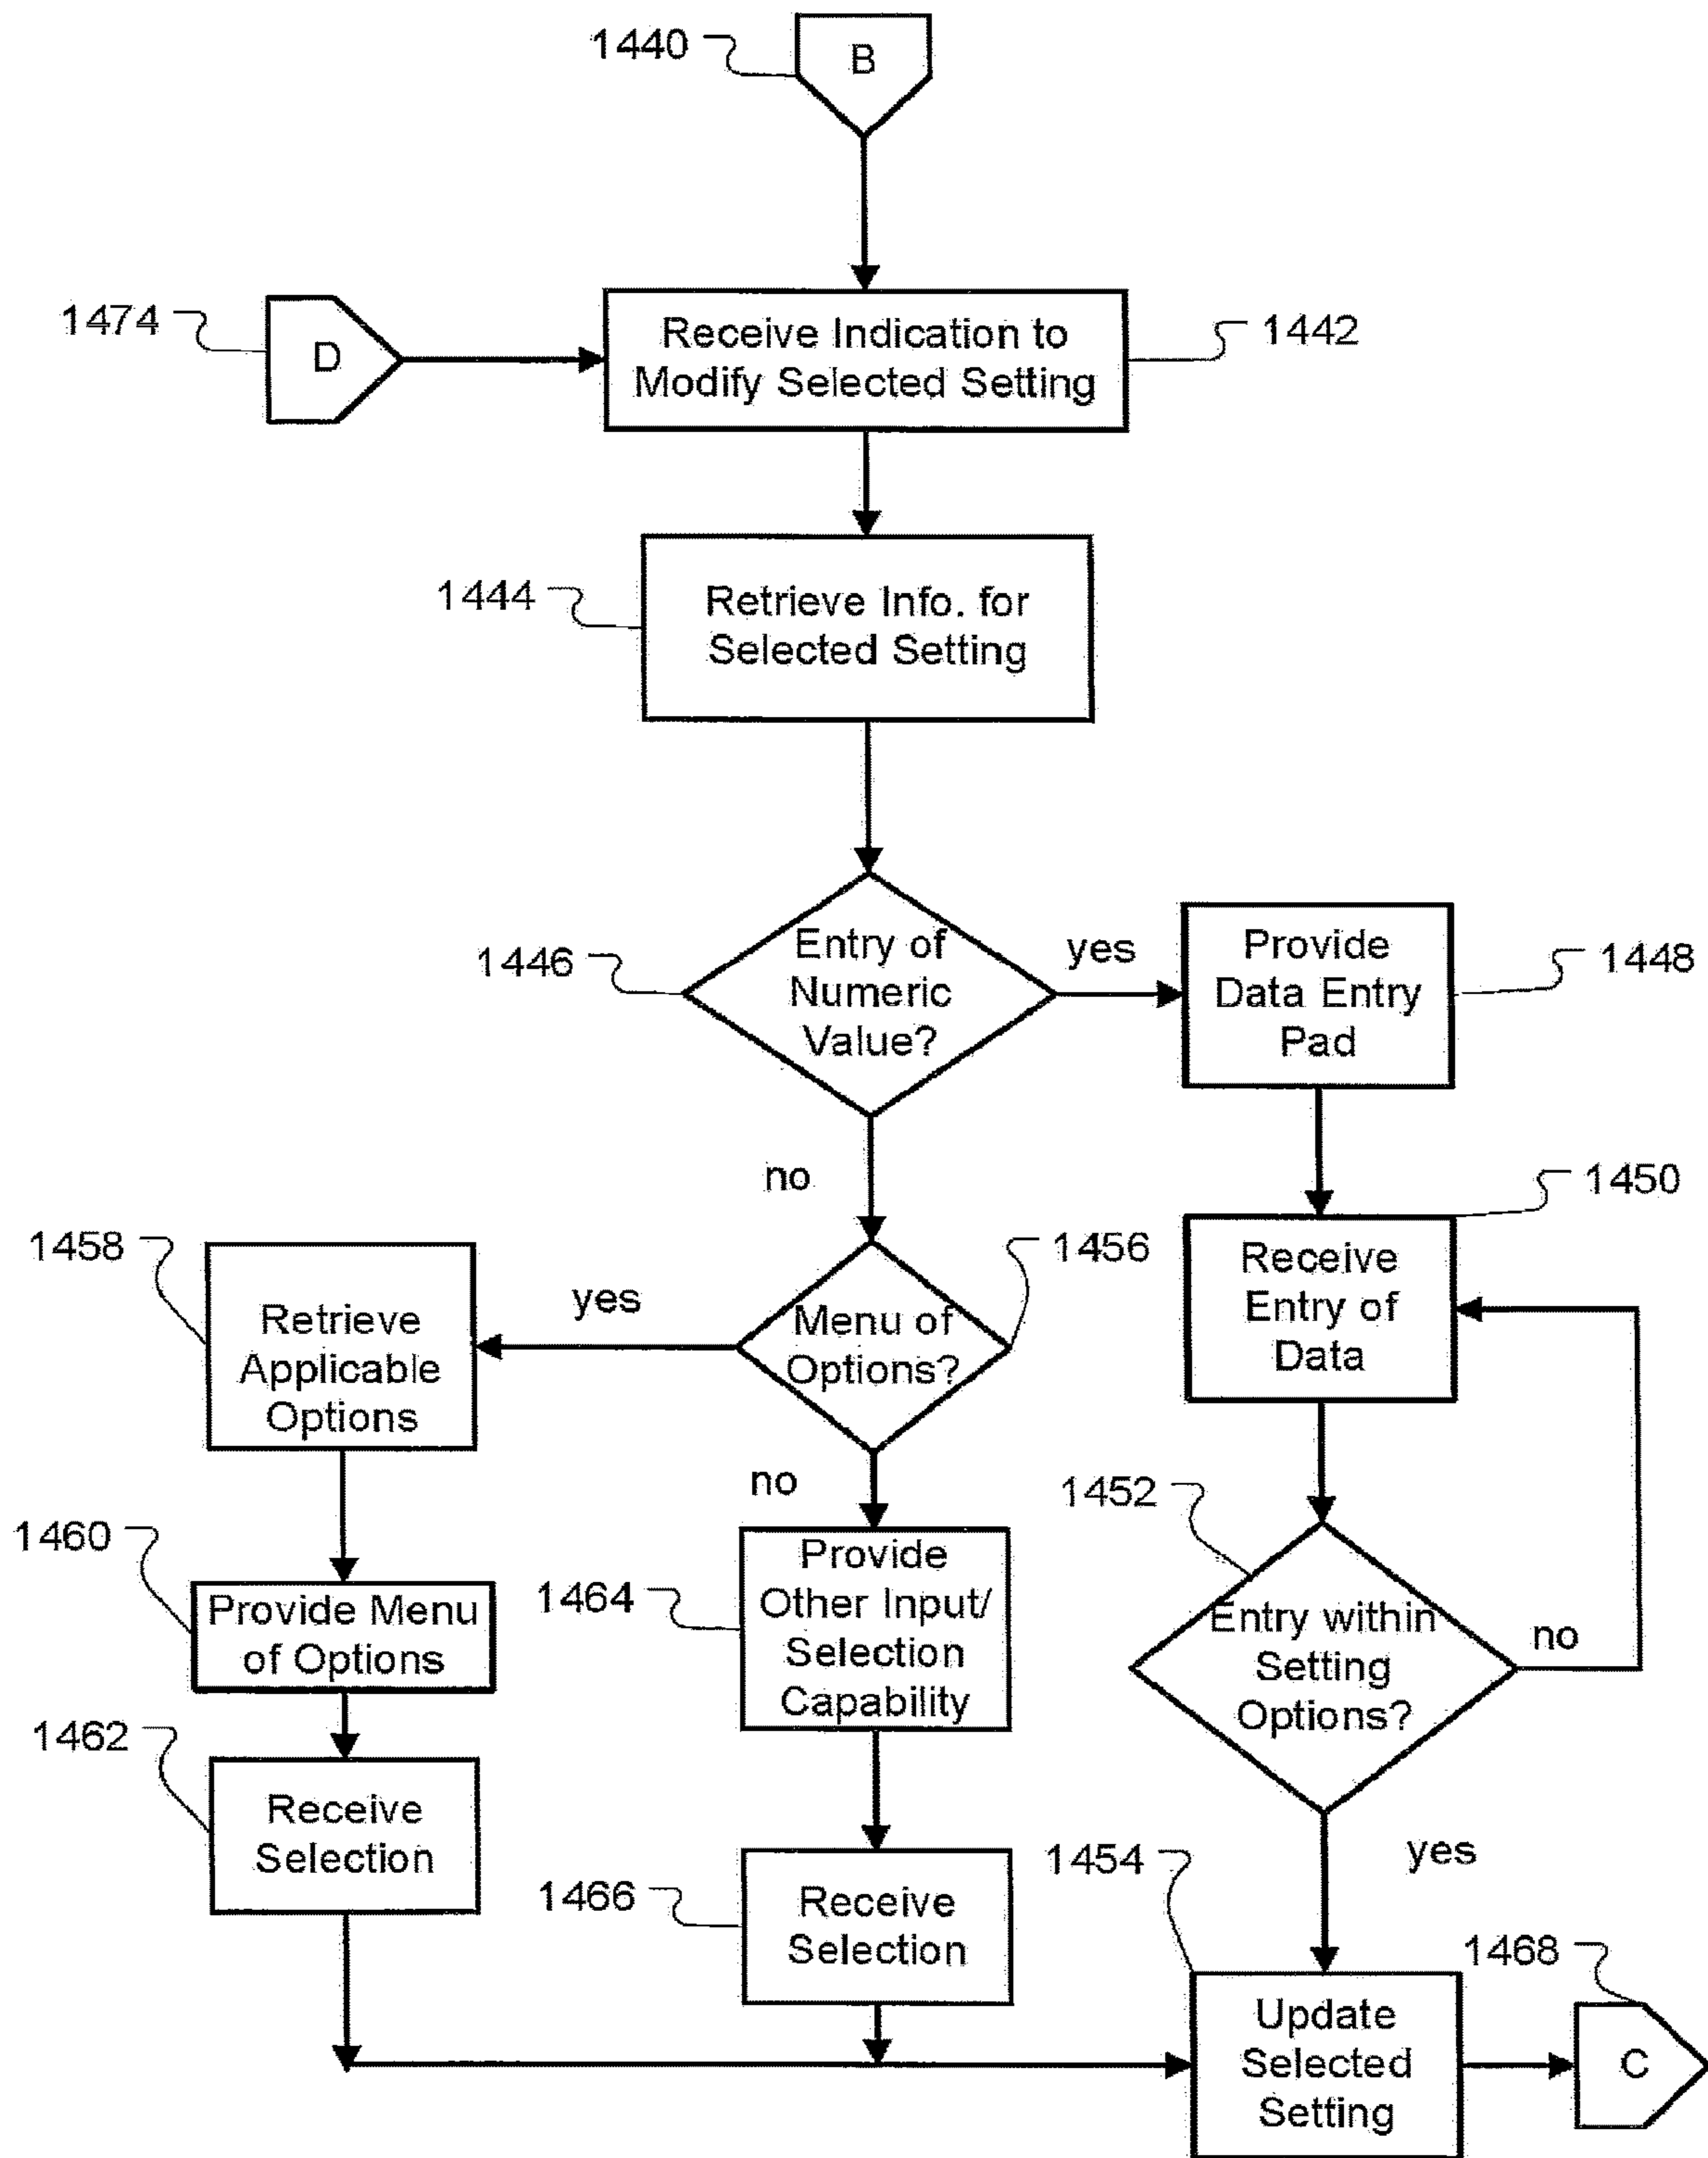 1440
B
1474
D
Receive Indication to
Modify Selected Setting
1442
1444
Retrieve Info. for
Selected Setting
1446
Entry of
Numeric
Value?
yes
Provide
Data Entry
Pad
1448
no
1450
Receive
Entry of
Data
1458
Retrieve
Applicable
Options
yes
Menu of
Options?
1456
no
1452
Entry within
Setting
Options?
no
1460
Provide Menu
of Options
1464
Provide
Other Input/
Selection
Capability
1462
Receive
Selection
1466
Receive
Selection
yes
1454
Update
Selected
Setting
1468
C